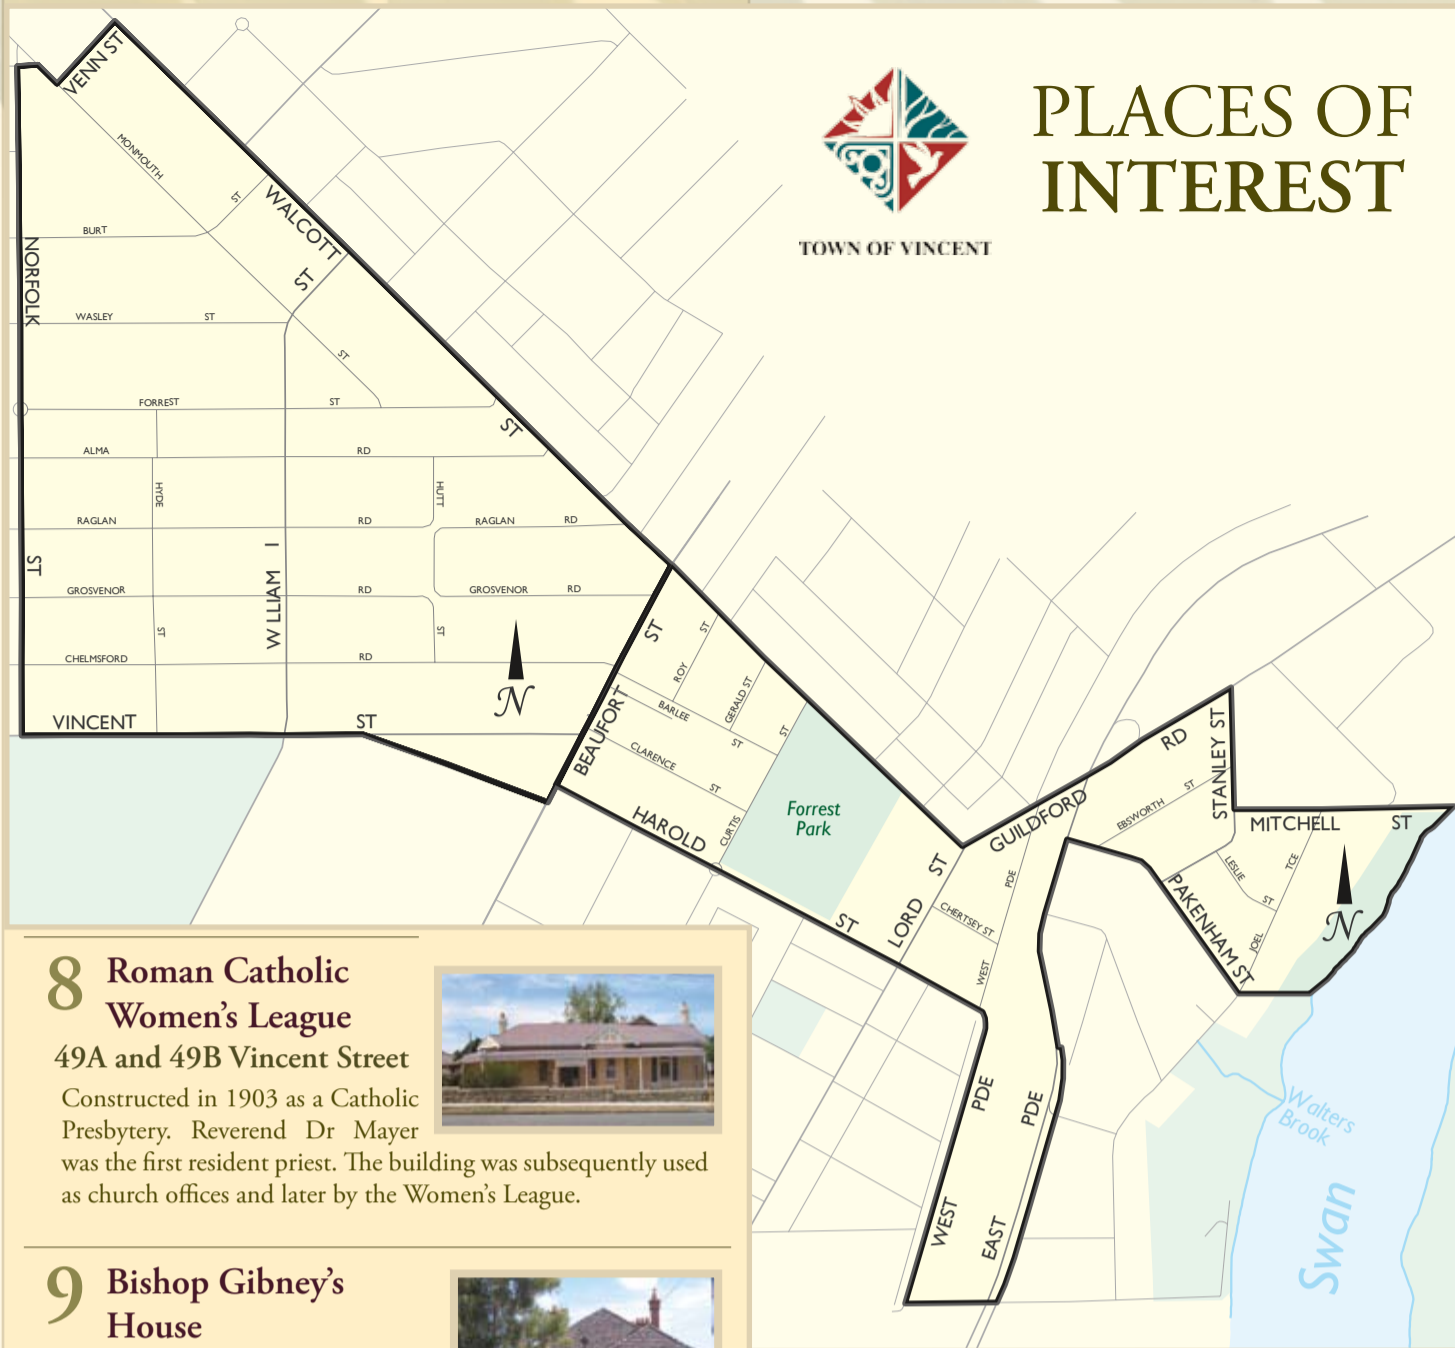 PLACES OF
INTEREST
TOWN OF VINCENT
VENN ST
MONMOUTH
ST
WALCOTT
ST
BURT
ST
NORFOLK
ST
WASLEY ST
ST
FORREST ST
ALMA RD
HYDE
ST
HUTT
ST
RAGLAN RD
RAGLAN RD
W LLIAM I
ST
GROSVENOR RD
GROSVENOR RD
CHELMSFORD RD
VINCENT ST
N
BEAUFORT
ST
ROY
ST
GERALD ST
BARLEE
ST
CLARENCE
ST
CURTIS
ST
HAROLD
ST
Forrest
Park
LORD
ST
CHERTSEY ST
WEST
PDE
GUILDFORD
RD
EBSWORTH
ST
STANLEY ST
MITCHELL ST
LESLIE
ST
JOEL
TCE
PAKENHAM ST
N
WEST
PDE
EAST
PDE
Walters
Brook
Swan
8
Roman Catholic
Women's League
49A and 49B Vincent Street
Constructed in 1903 as a Catholic
Presbytery. Reverend Dr Mayer
was the first resident priest. The building was subsequently used
as church offices and later by the Women's League.
9
Bishop Gibney's
House